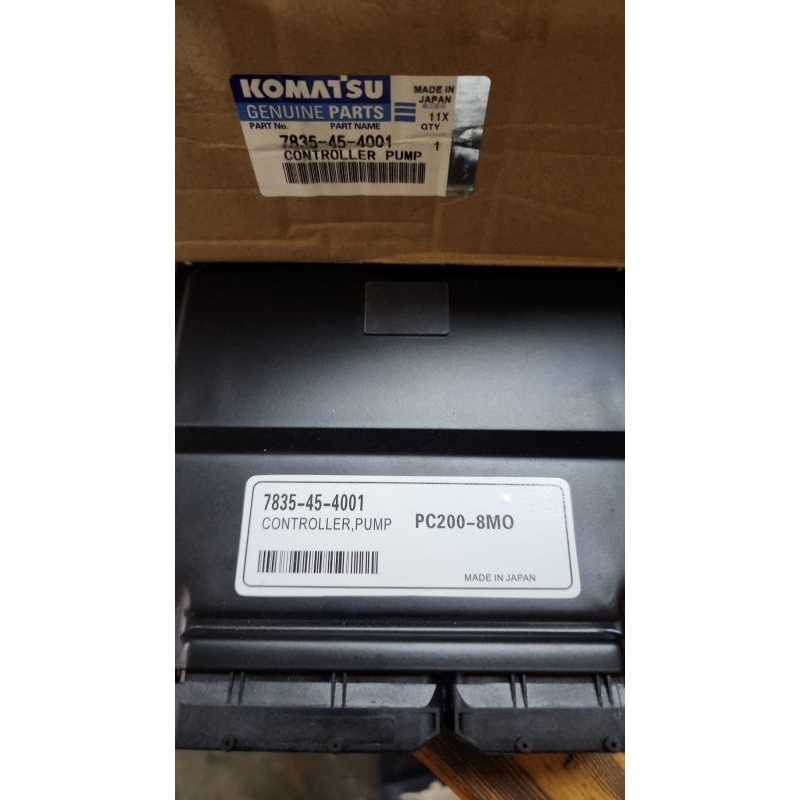 KOMATSU
GENUINE PARTS
MADE IN
JAPAN
11X
PART No. PART NAME QTY
7835-45-4001 1
CONTROLLER PUMP
7835-45-4001
CONTROLLER,PUMP PC200-8MO
MADE IN JAPAN